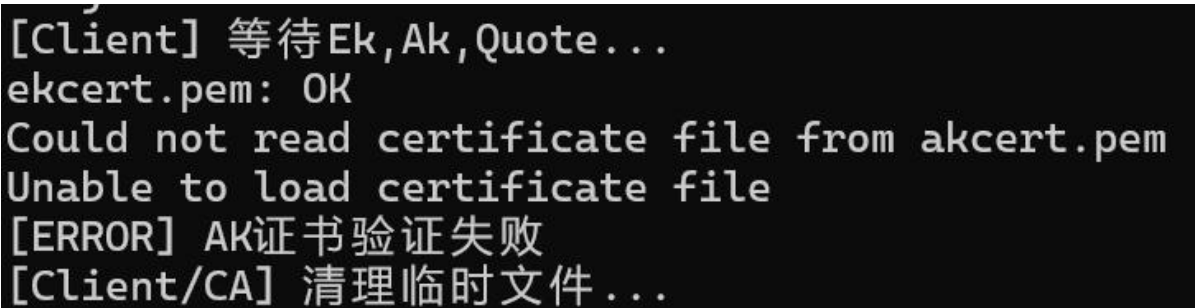 [Client] 等待Ek,Ak,Quote...
ekcert.pem: OK
Could not read certificate file from akcert.pem
Unable to load certificate file
[ERROR] AK证书验证失败
[Client/CA] 清理临时文件...